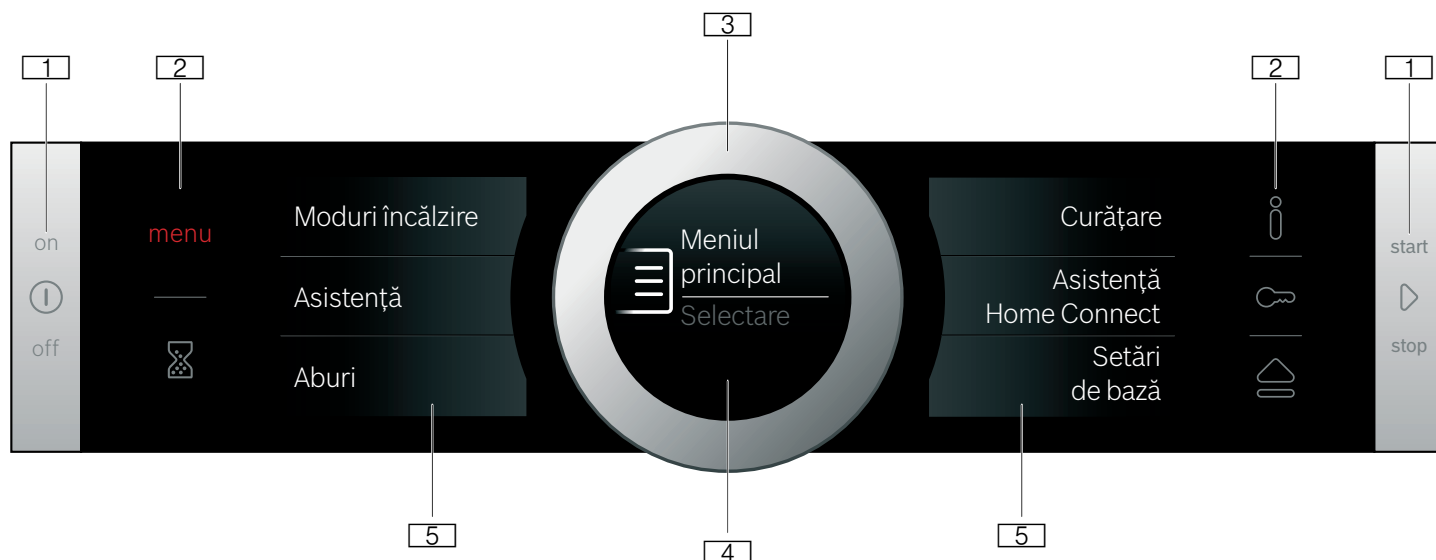 3
1
2
2
1
on
off
menu
Moduri încălzire
Asistență
Aburi
Meniul
principal
Selectare
Curățare
Asistență
Home Connect
Setări
de bază
start
stop
5
4
5